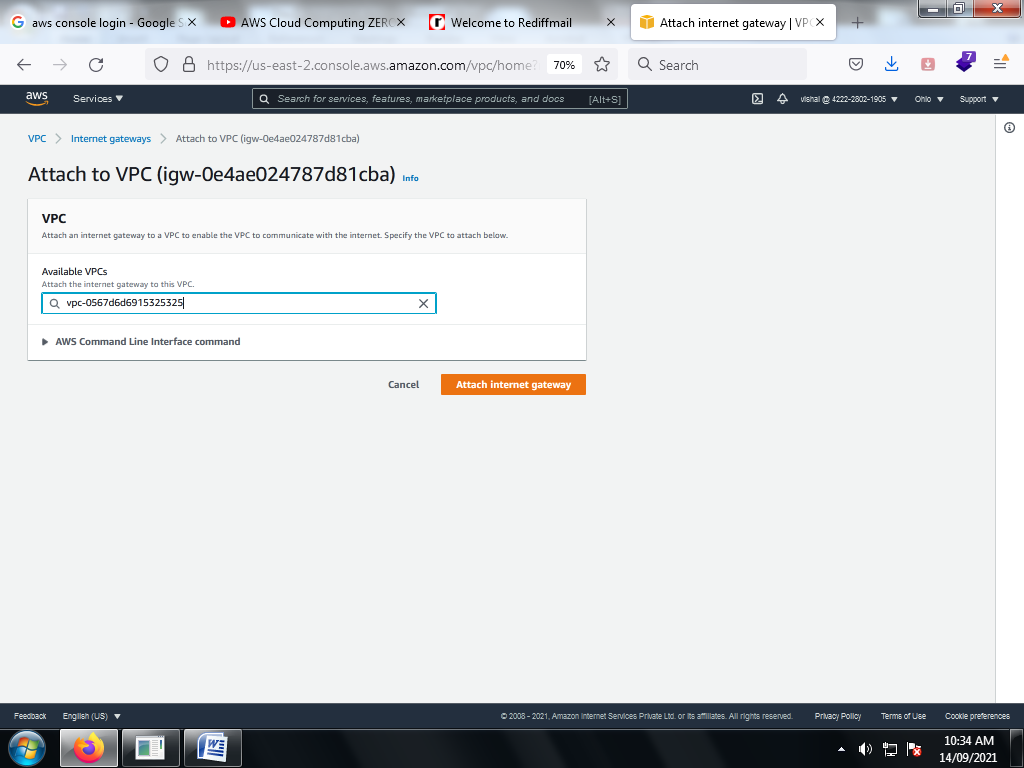 aws console login - Google S
AWS Cloud Computing ZERO
Welcome to Rediffmail
Attach internet gateway | VPC
https://us-east-2.console.aws.amazon.com/vpc/home?
70%
Search
7
aws
Services
Search for services, features, marketplace products, and docs
[Alt+S]
vishal @ 4222-2802-1905
Ohio
Support
VPC
Internet gateways
Attach to VPC (igw-0e4ae024787d81cba)
Attach to VPC (igw-0e4ae024787d81cba) Info
VPC
Attach an internet gateway to a VPC to enable the VPC to communicate with the internet. Specify the VPC to attach below.
Available VPCs
Attach the internet gateway to this VPC.
vpc-0567d6d6915325325
AWS Command Line Interface command
Cancel
Attach internet gateway
Feedback
English (US)
© 2008 - 2021, Amazon Internet Services Private Ltd. or its affiliates. All rights reserved.
Privacy Policy
Terms of Use
Cookie preferences
10:34 AM
14/09/2021